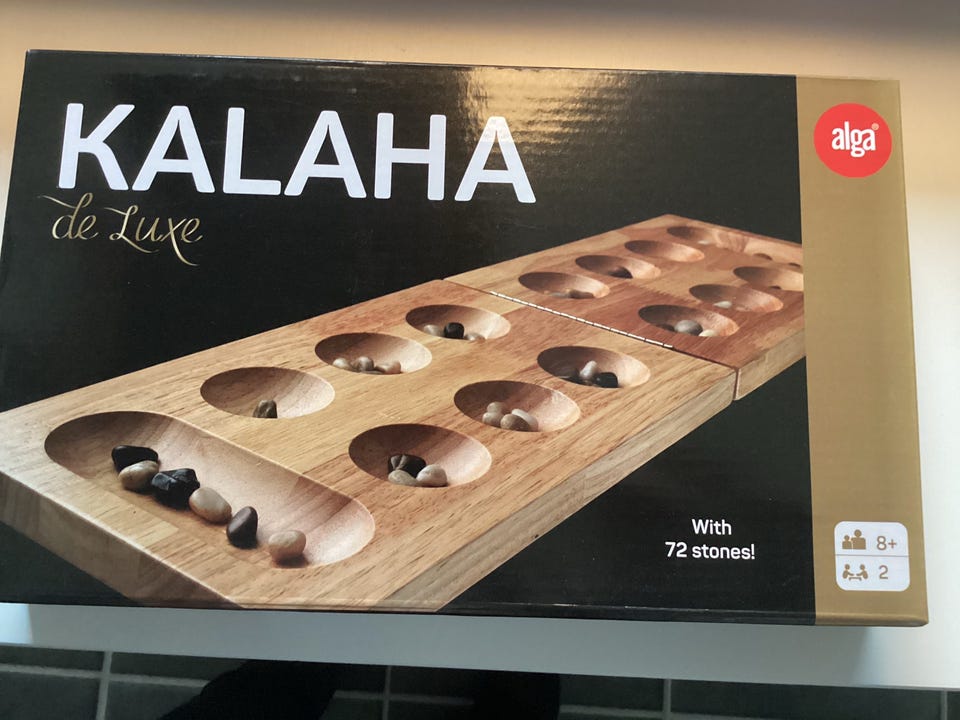 KALAHA
de Luxe
alga®
With
72 stones!
8+
2